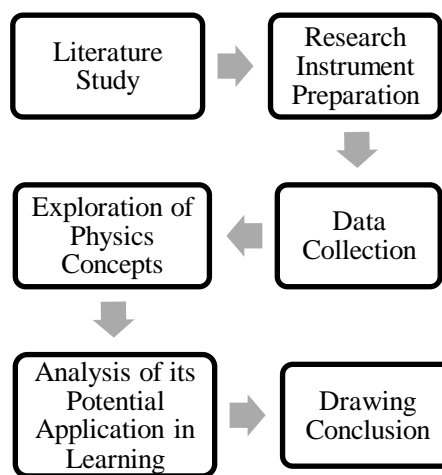 Literature
Study
Research
Instrument
Preparation
Data
Collection
Exploration of
Physics
Concepts
Analysis of its
Potential
Application in
Learning
Drawing
Conclusion